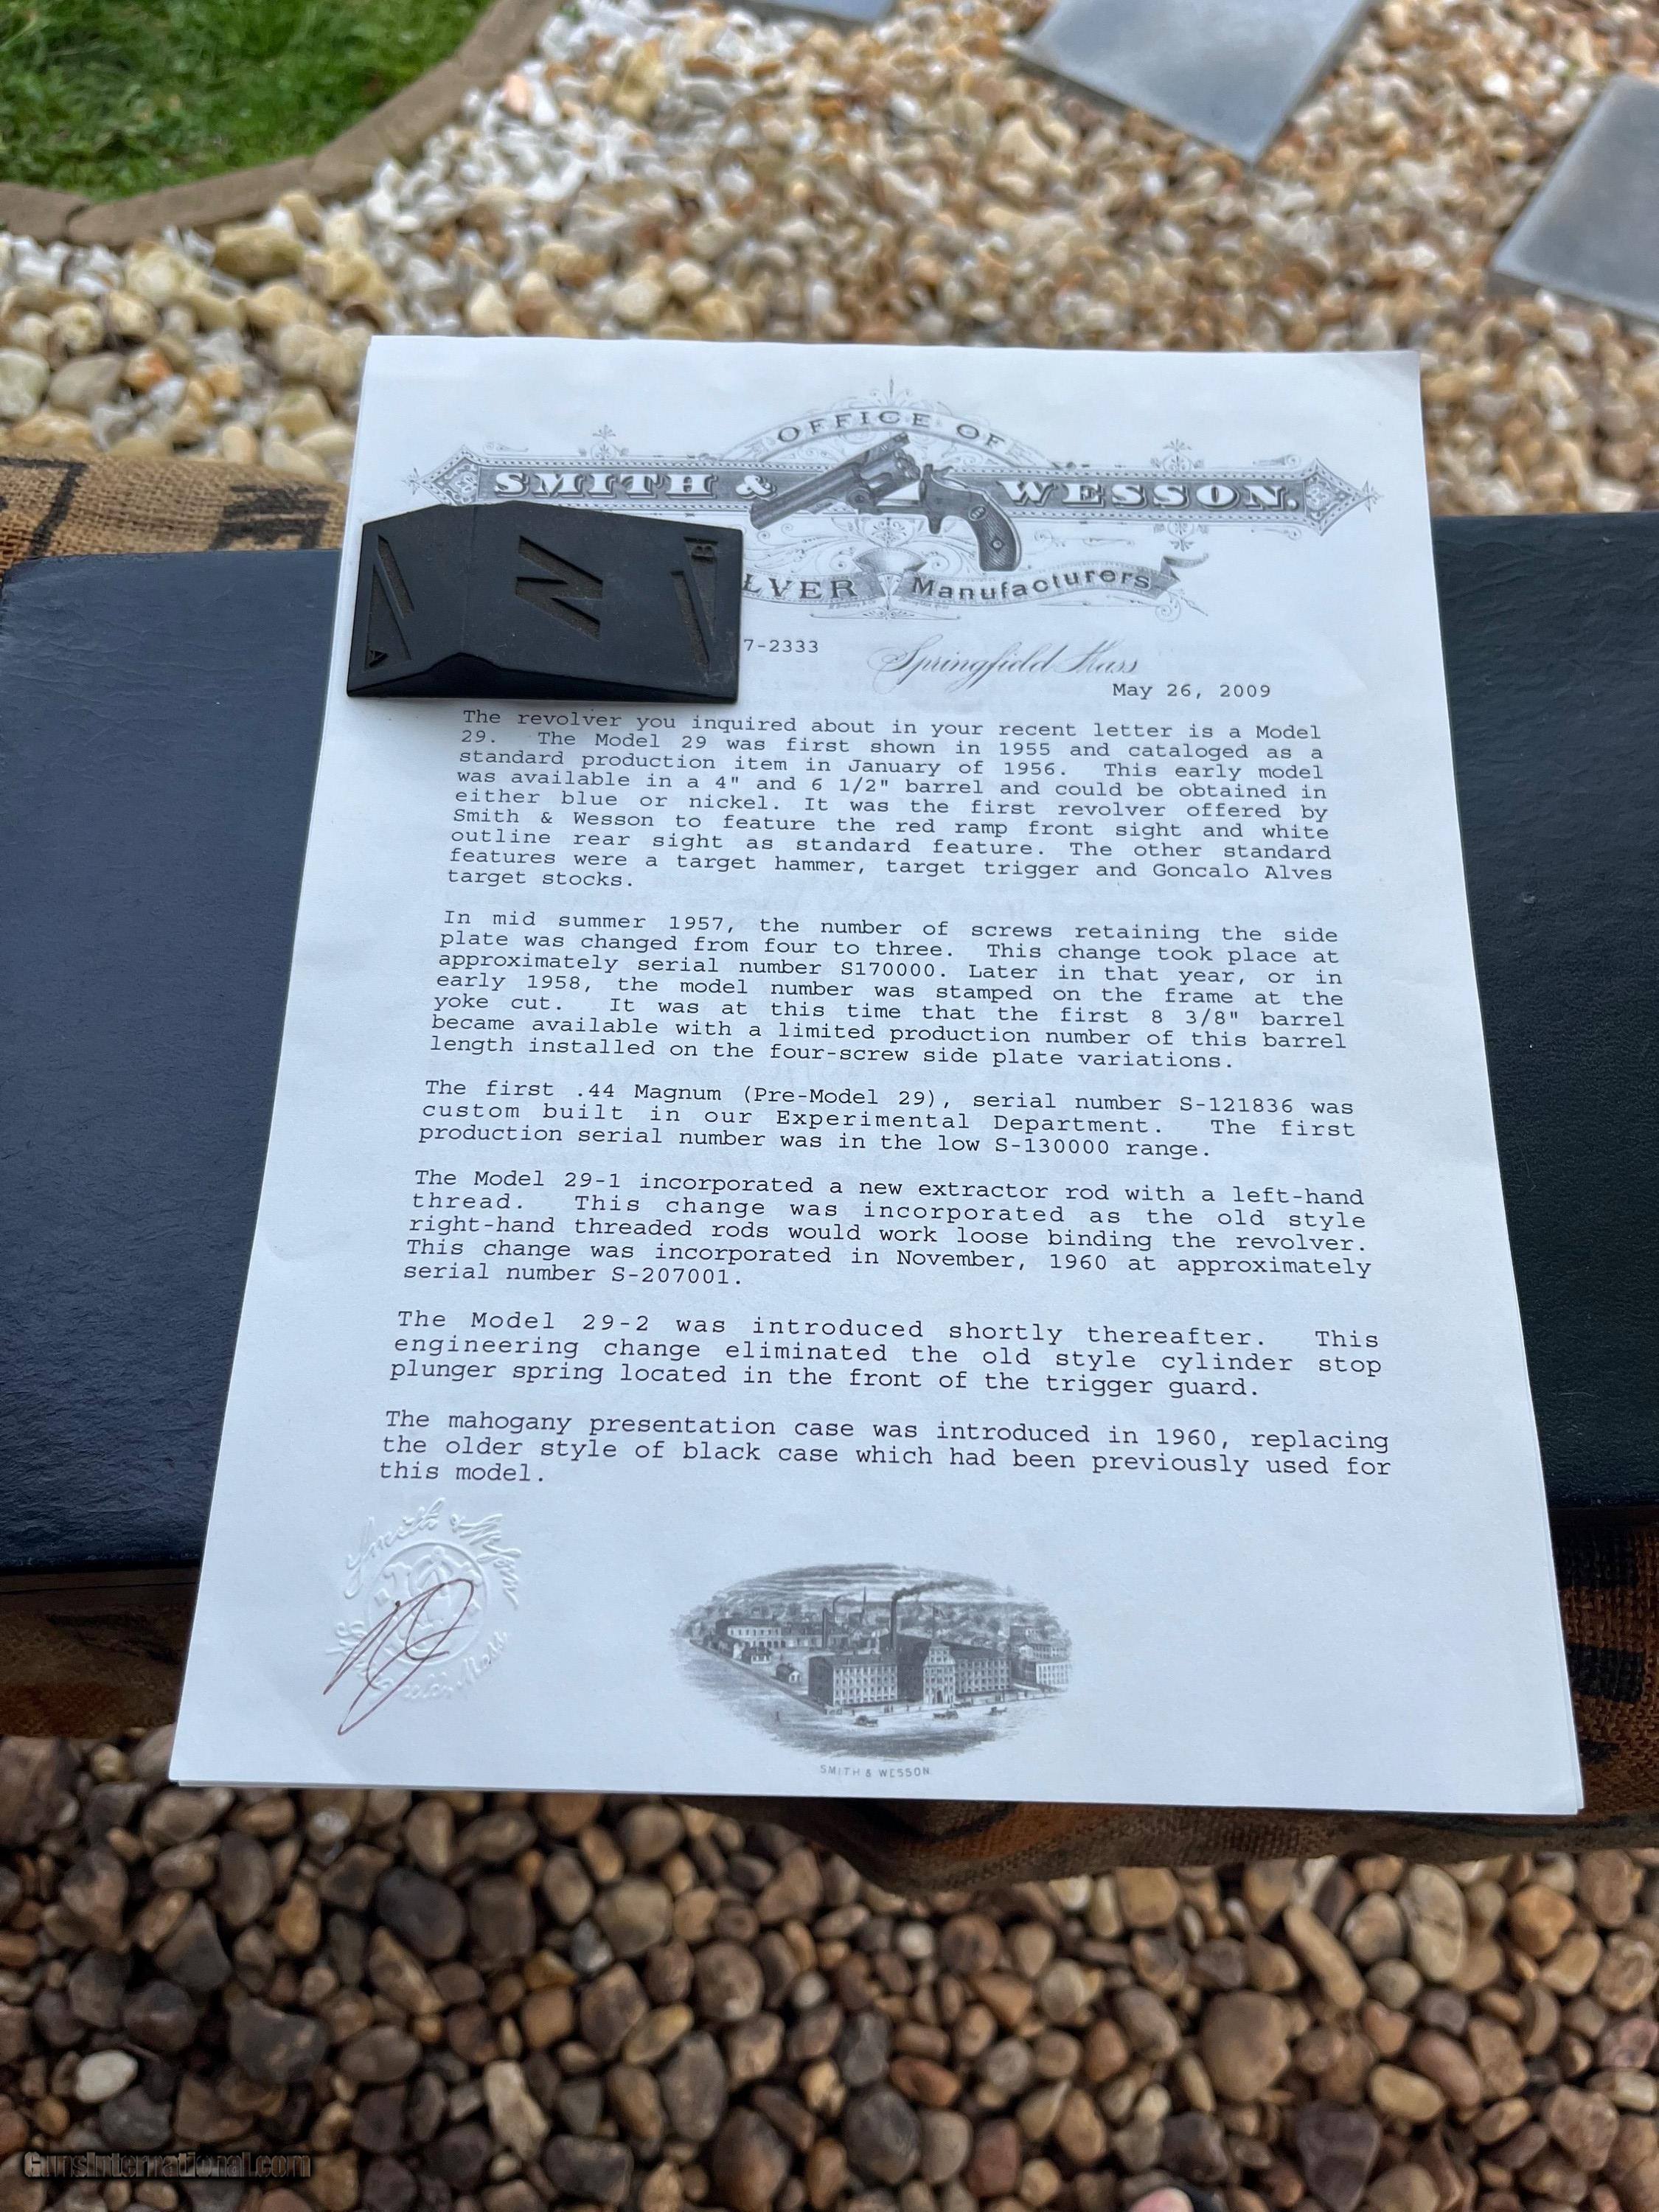 OFFICE OF
SMITH & WESSON.
LVER Manufacturers
7-2333
Springfield Mass
May 26, 2009
A
N
B
The revolver you inquired about in your recent letter is a Model
29. The Model 29 was first shown in 1955 and cataloged as a
standard production item in January of 1956. This early model
was available in a 4" and 6 1/2" barrel and could be obtained in
either blue or nickel. It was the first revolver offered by
Smith & Wesson to feature the red ramp front sight and white
outline rear sight as standard feature. The other standard
features were a target hammer, target trigger and Goncalo Alves
target stocks.
In mid summer 1957, the number of screws retaining the side
plate was changed from four to three. This change took place at
approximately serial number S170000. Later in that year, or in
early 1958, the model number was stamped on the frame at the
yoke cut. It was at this time that the first 8 3/8" barrel
became available with a limited production number of this barrel
length installed on the four-screw side plate variations.
The first .44 Magnum (Pre-Model 29), serial number S-121836 was
custom built in our Experimental Department. The first
production serial number was in the low S-130000 range.
The Model 29-1 incorporated a new extractor rod with a left-hand
thread. This change was incorporated as the old style
right-hand threaded rods would work loose binding the revolver.
This change was incorporated in November, 1960 at approximately
serial number S-207001.
The Model 29-2 was introduced shortly thereafter. This
engineering change eliminated the old style cylinder stop
plunger spring located in the front of the trigger guard.
The mahogany presentation case was introduced in 1960, replacing
the older style of black case which had been previously used for
this model.
Smith & Wesson
SMITH & WESSON.
GunsInternational.com